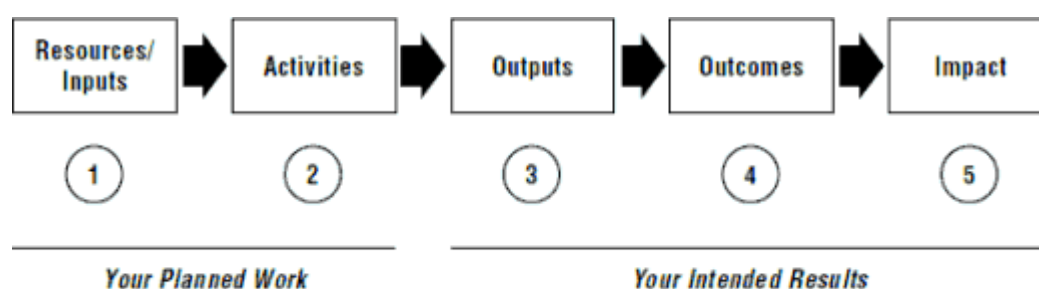 Resources/
Inputs
Activities
Outputs
Outcomes
Impact
1
2
3
4
5
Your Planned Work
Your Intended Results